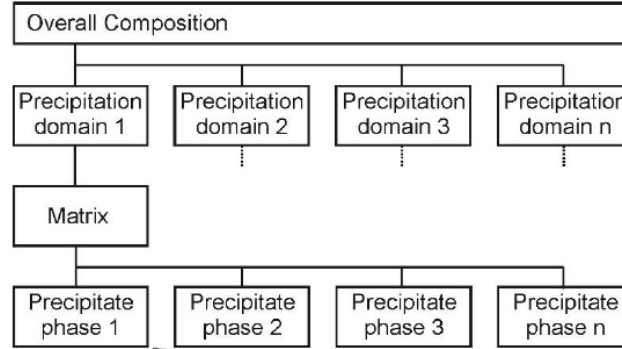 Overall Composition
Precipitation
domain 1
Precipitation
domain 2
Precipitation
domain 3
Precipitation
domain n
Matrix
Precipitate
phase 1
Precipitate
phase 2
Precipitate
phase 3
Precipitate
phase n